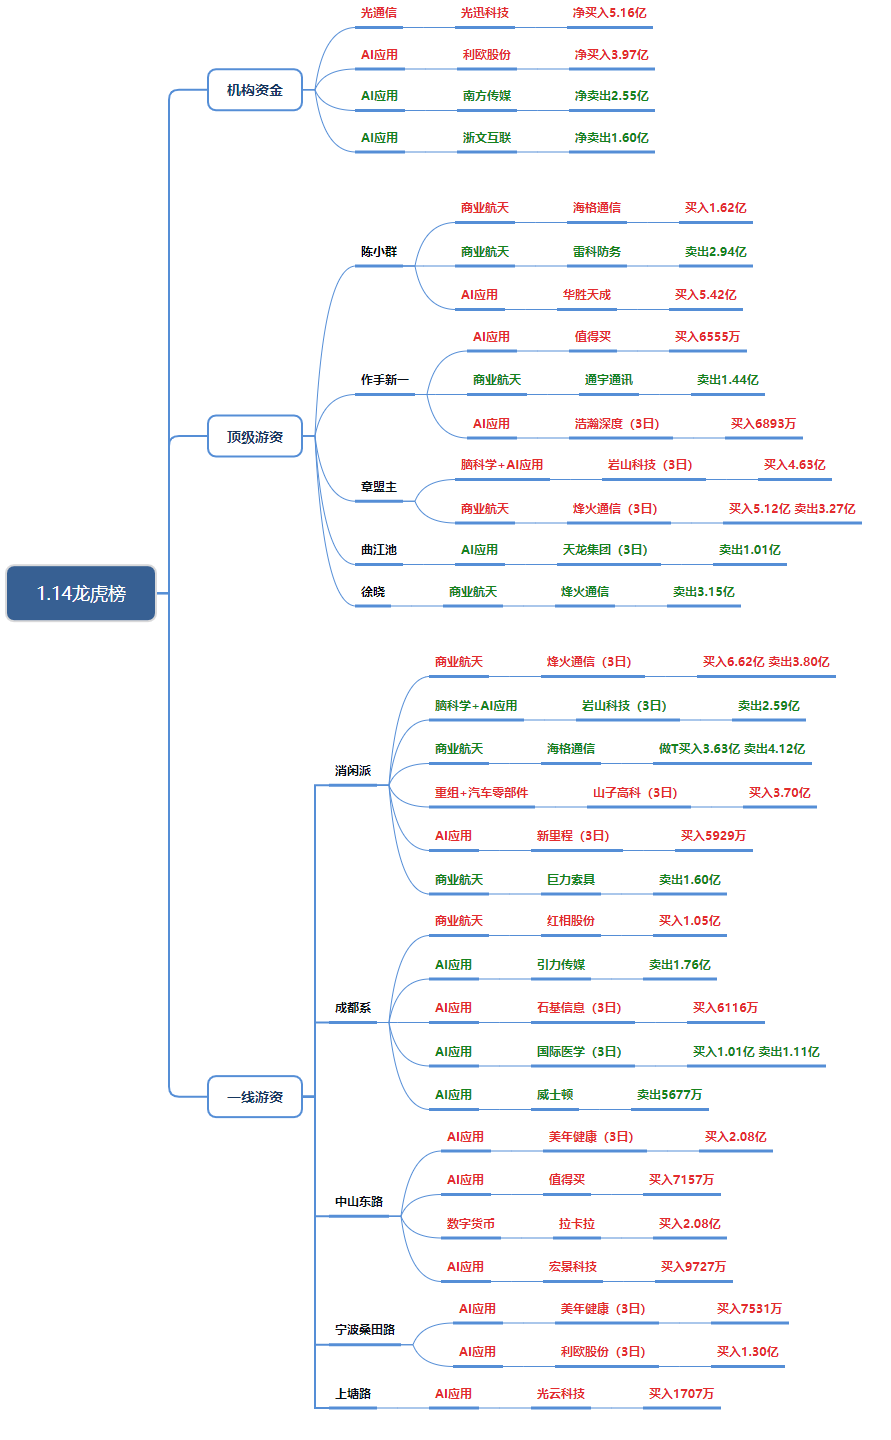 1.14龙虎榜
机构资金
光通信 光迅科技 净买入5.16亿
AI应用 利欧股份 净买入3.97亿
AI应用 南方传媒 净卖出2.55亿
AI应用 浙文互联 净卖出1.60亿
顶级游资
陈小群
商业航天 海格通信 买入1.62亿
商业航天 雷科防务 卖出2.94亿
AI应用 华胜天成 买入5.42亿
作手新一
AI应用 值得买 买入6555万
商业航天 通宇通讯 卖出1.44亿
AI应用 浩瀚深度（3日） 买入6893万
章盟主
脑科学+AI应用 岩山科技（3日） 买入4.63亿
商业航天 烽火通信（3日） 买入5.12亿 卖出3.27亿
曲江池
AI应用 天龙集团（3日） 卖出1.01亿
徐晓
商业航天 烽火通信 卖出3.15亿
一线游资
消闲派
商业航天 烽火通信（3日） 买入6.62亿 卖出3.80亿
脑科学+AI应用 岩山科技（3日） 卖出2.59亿
商业航天 海格通信 做T买入3.63亿 卖出4.12亿
重组+汽车零部件 山子高科（3日） 买入3.70亿
AI应用 新里程（3日） 买入5929万
商业航天 巨力索具 卖出1.60亿
成都系
商业航天 红相股份 买入1.05亿
AI应用 引力传媒 卖出1.76亿
AI应用 石基信息（3日） 买入6116万
AI应用 国际医学（3日） 买入1.01亿 卖出1.11亿
AI应用 威士顿 卖出5677万
中山东路
AI应用 美年健康（3日） 买入2.08亿
AI应用 值得买 买入7157万
数字货币 拉卡拉 买入2.08亿
AI应用 宏景科技 买入9727万
宁波桑田路
AI应用 美年健康（3日） 买入7531万
AI应用 利欧股份（3日） 买入1.30亿
上塘路
AI应用 光云科技 买入1707万